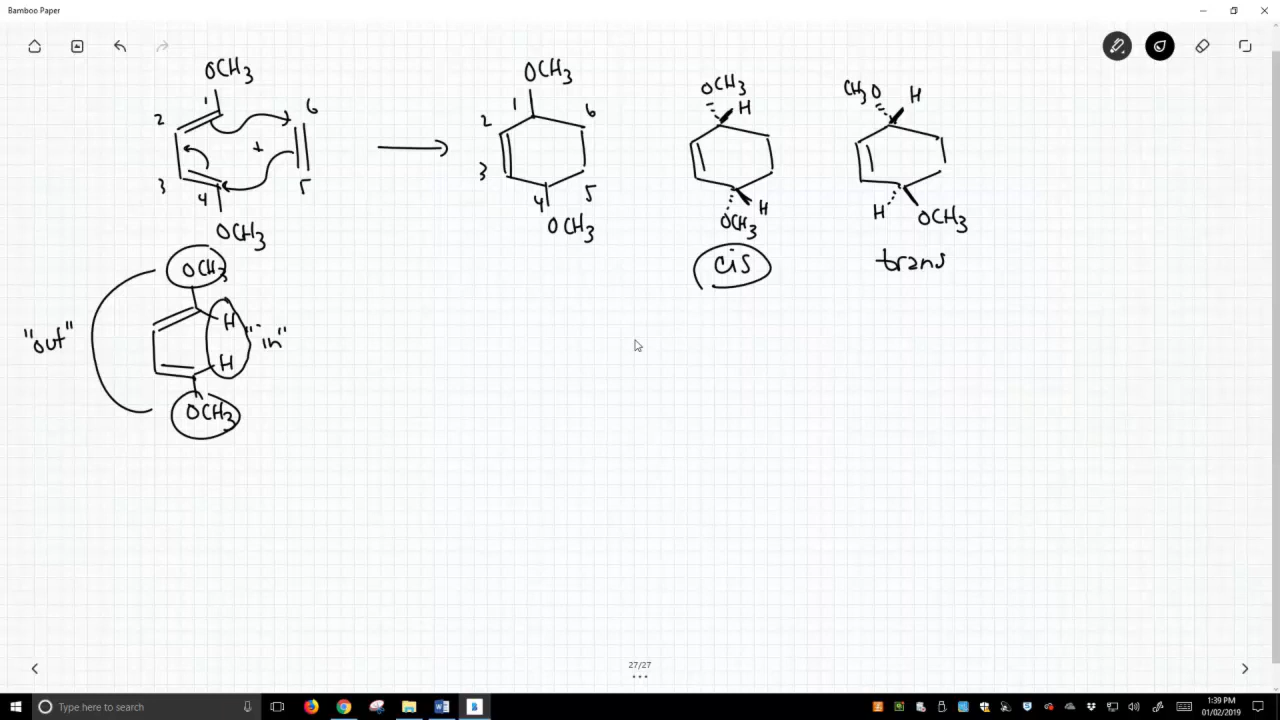 Bamboo Paper
OCH3
1
2
6
+
3
4
5
OCH3
OCH3
1
2
6
3
4
5
OCH3
OCH3
H
H
OCH3
cis
CH3O
H
H
OCH3
trans
OCH3
H
"out"
"in"
H
OCH3
27/27
Type here to search
1:39 PM
01/02/2019